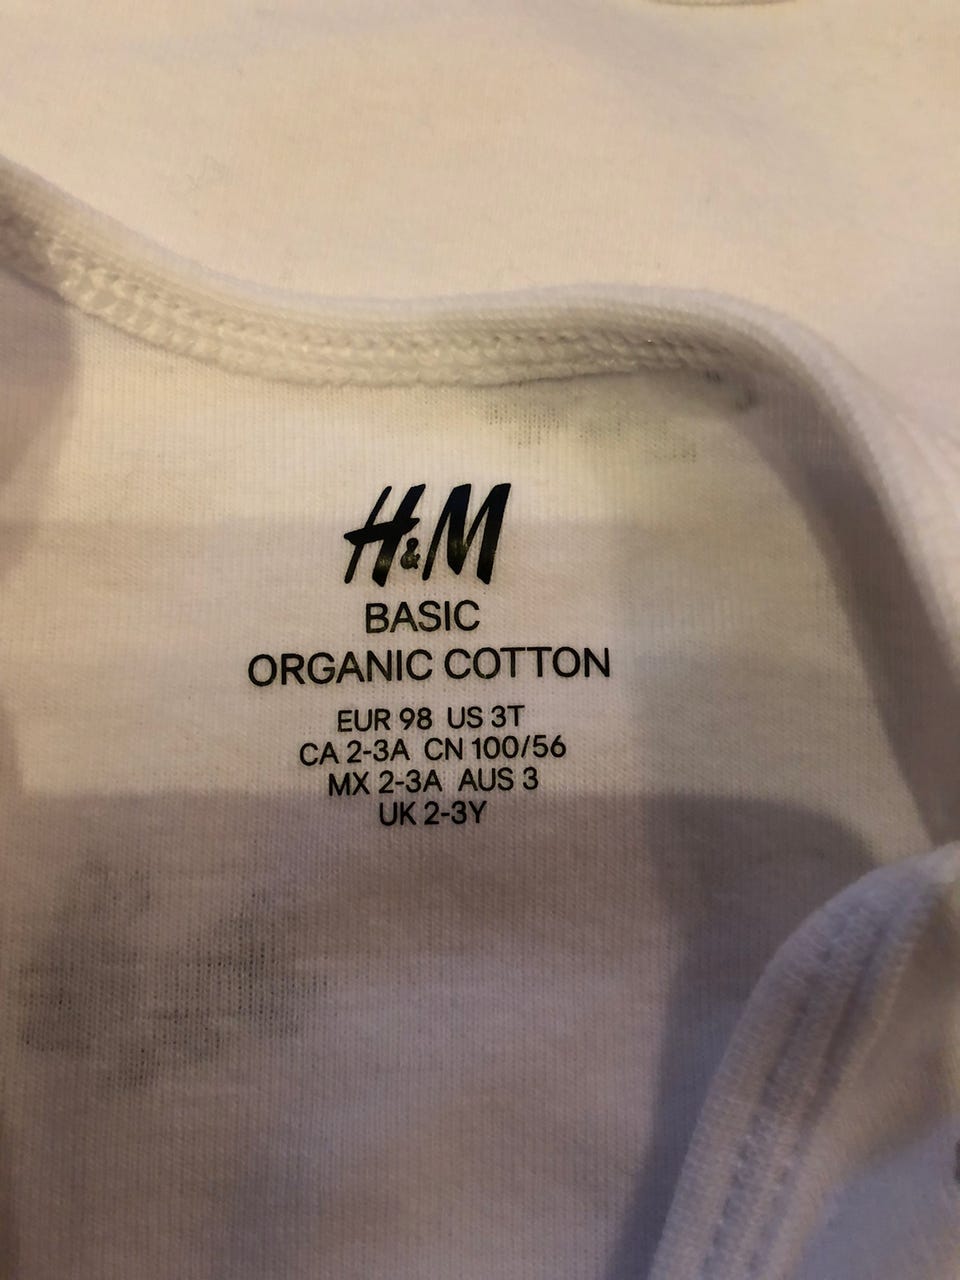 H&M
BASIC
ORGANIC COTTON
EUR 98 US 3T
CA 2-3A CN 100/56
MX 2-3A AUS 3
UK 2-3Y